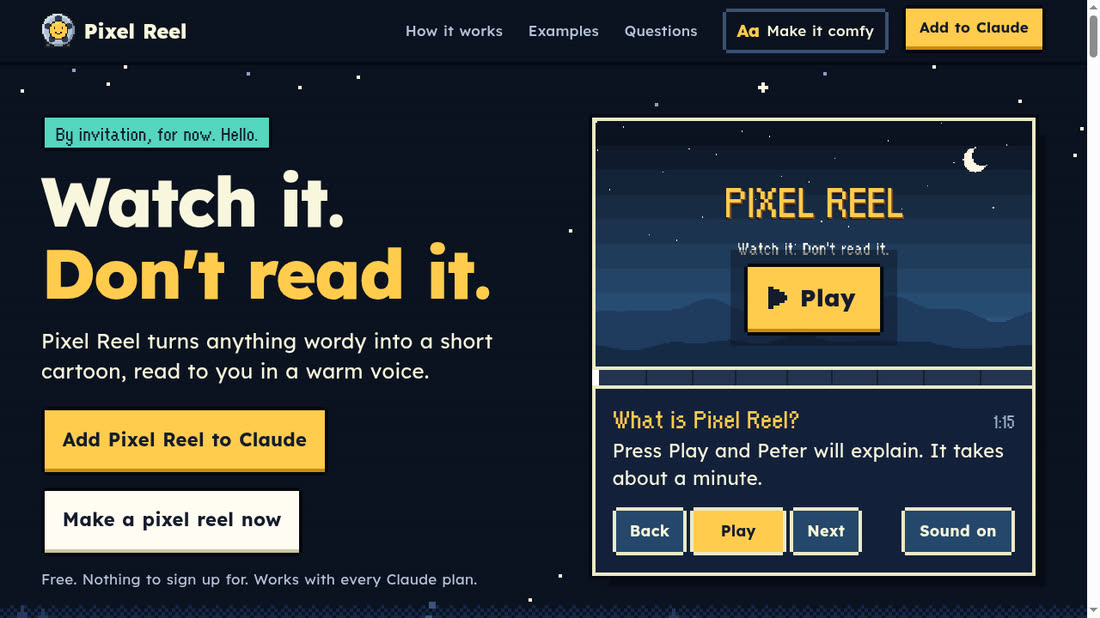 Pixel Reel
How it works
Examples
Questions
Aa Make it comfy
Add to Claude
By invitation, for now. Hello.
Watch it.
Don't read it.
Pixel Reel turns anything wordy into a short
cartoon, read to you in a warm voice.
Add Pixel Reel to Claude
Make a pixel reel now
Free. Nothing to sign up for. Works with every Claude plan.
PIXEL REEL
Watch it. Don't read it.
Play
What is Pixel Reel?
1:15
Press Play and Peter will explain. It takes
about a minute.
Back
Play
Next
Sound on